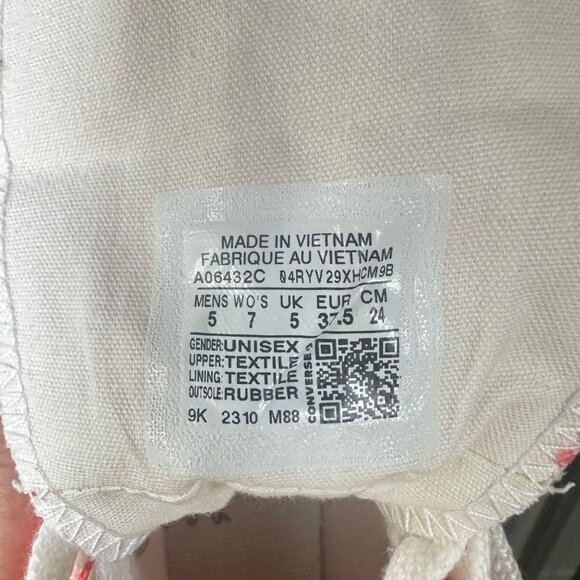 MADE IN VIETNAM
FABRIQUE AU VIETNAM
A06432C 04RYV29XHCM9B
MENS WO'S UK EUR CM
5 7 5 37.5 24
GENDER:UNISEX
UPPER:TEXTILE
LINING:TEXTILE
OUTSOLE:RUBBER
CONVERSE
9K 2310 M88